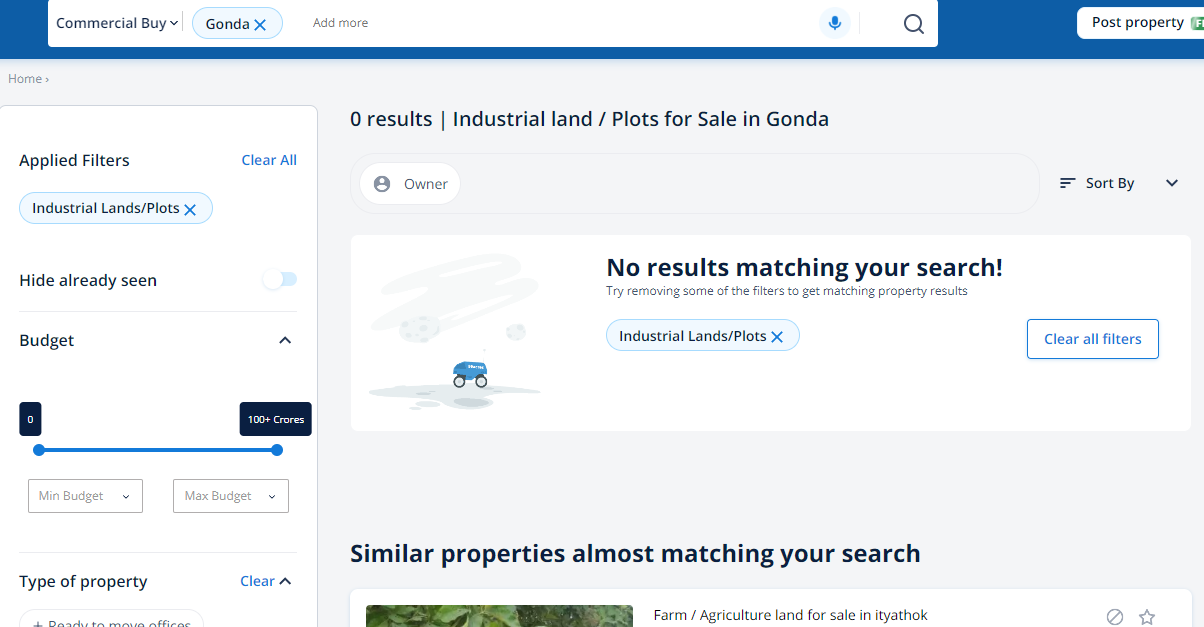 Commercial Buy
Gonda
Add more
Post property
Home ›
Applied Filters
Clear All
Industrial Lands/Plots
Hide already seen
Budget
0
100+ Crores
Min Budget
Max Budget
Type of property
Clear
+ Ready to move offices
0 results | Industrial land / Plots for Sale in Gonda
Owner
Sort By
No results matching your search!
Try removing some of the filters to get matching property results
Industrial Lands/Plots
Clear all filters
Similar properties almost matching your search
Farm / Agriculture land for sale in ityathok